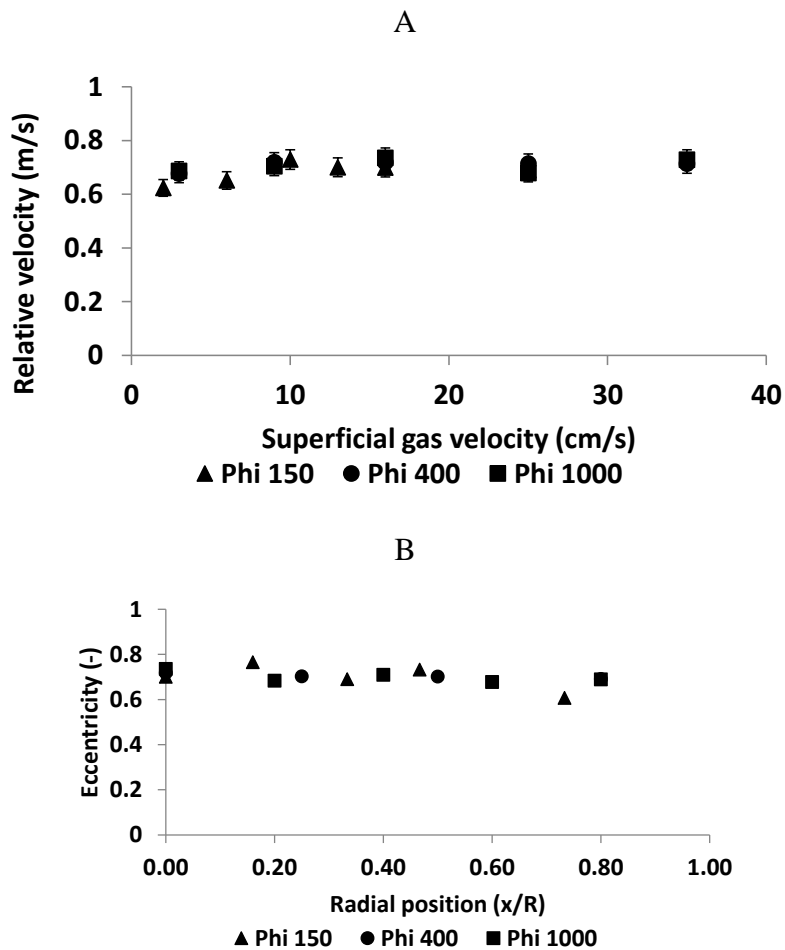 A
1
0.8
0.6
0.4
0.2
0
Relative velocity (m/s)
0 10 20 30 40
Superficial gas velocity (cm/s)
Phi 150 Phi 400 Phi 1000
B
1
0.8
0.6
0.4
0.2
0
Eccentricity (-)
0.00 0.20 0.40 0.60 0.80 1.00
Radial position (x/R)
Phi 150 Phi 400 Phi 1000